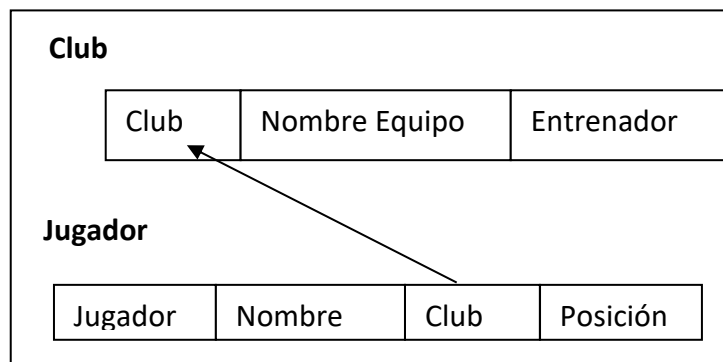 Club
Club Nombre Equipo Entrenador
Jugador
Jugador Nombre Club Posición